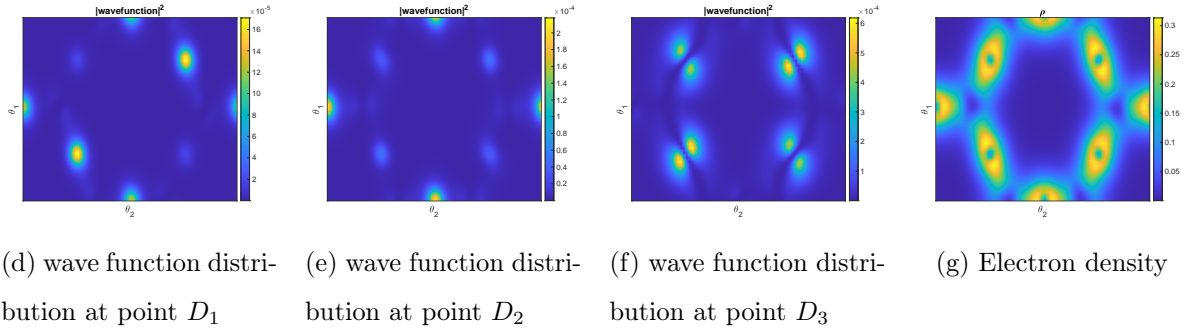 |wavefunction|²
×10⁻⁵
16
14
12
10
8
6
4
2
θ₁
θ₂
|wavefunction|²
×10⁻⁴
2
1.8
1.6
1.4
1.2
1
0.8
0.6
0.4
0.2
θ₁
θ₂
|wavefunction|²
×10⁻⁴
6
5
4
3
2
1
θ₁
θ₂
ρ
0.3
0.25
0.2
0.15
0.1
0.05
θ₁
θ₂
(d) wave function distri-
bution at point D₁
(e) wave function distri-
bution at point D₂
(f) wave function distri-
bution at point D₃
(g) Electron density